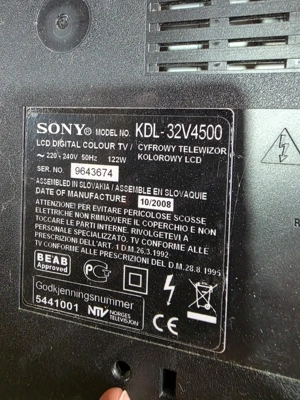 SONY® MODEL NO. KDL-32V4500
LCD DIGITAL COLOUR TV / CYFROWY TELEWIZOR
~ 220 - 240V 50Hz 122W KOLOROWY LCD
SER. NO. 9643674
ASSEMBLED IN SLOVAKIA / ASSEMBLE EN SLOVAQUIE
DATE OF MANUFACTURE 10/2008
ATTENZIONE! PER EVITARE PERICOLOSE SCOSSE
ELETTRICHE NON RIMUOVERE IL COPERCHIO E NON
TOCCARE LE PARTI INTERNE. RIVOLGETEVI A
PERSONALE SPECIALIZZATO. TV CONFORME ALLE
PRESCRIZIONI DELL'ART. 1 D.M. 26.3.1992.
TV CONFORME ALLE PRESCRIZIONI DEL D.M. 28.8 1995
BEAB
Approved
Godkjenningsnummer
5441001 NTV NORGES
TELEVISJON
CE